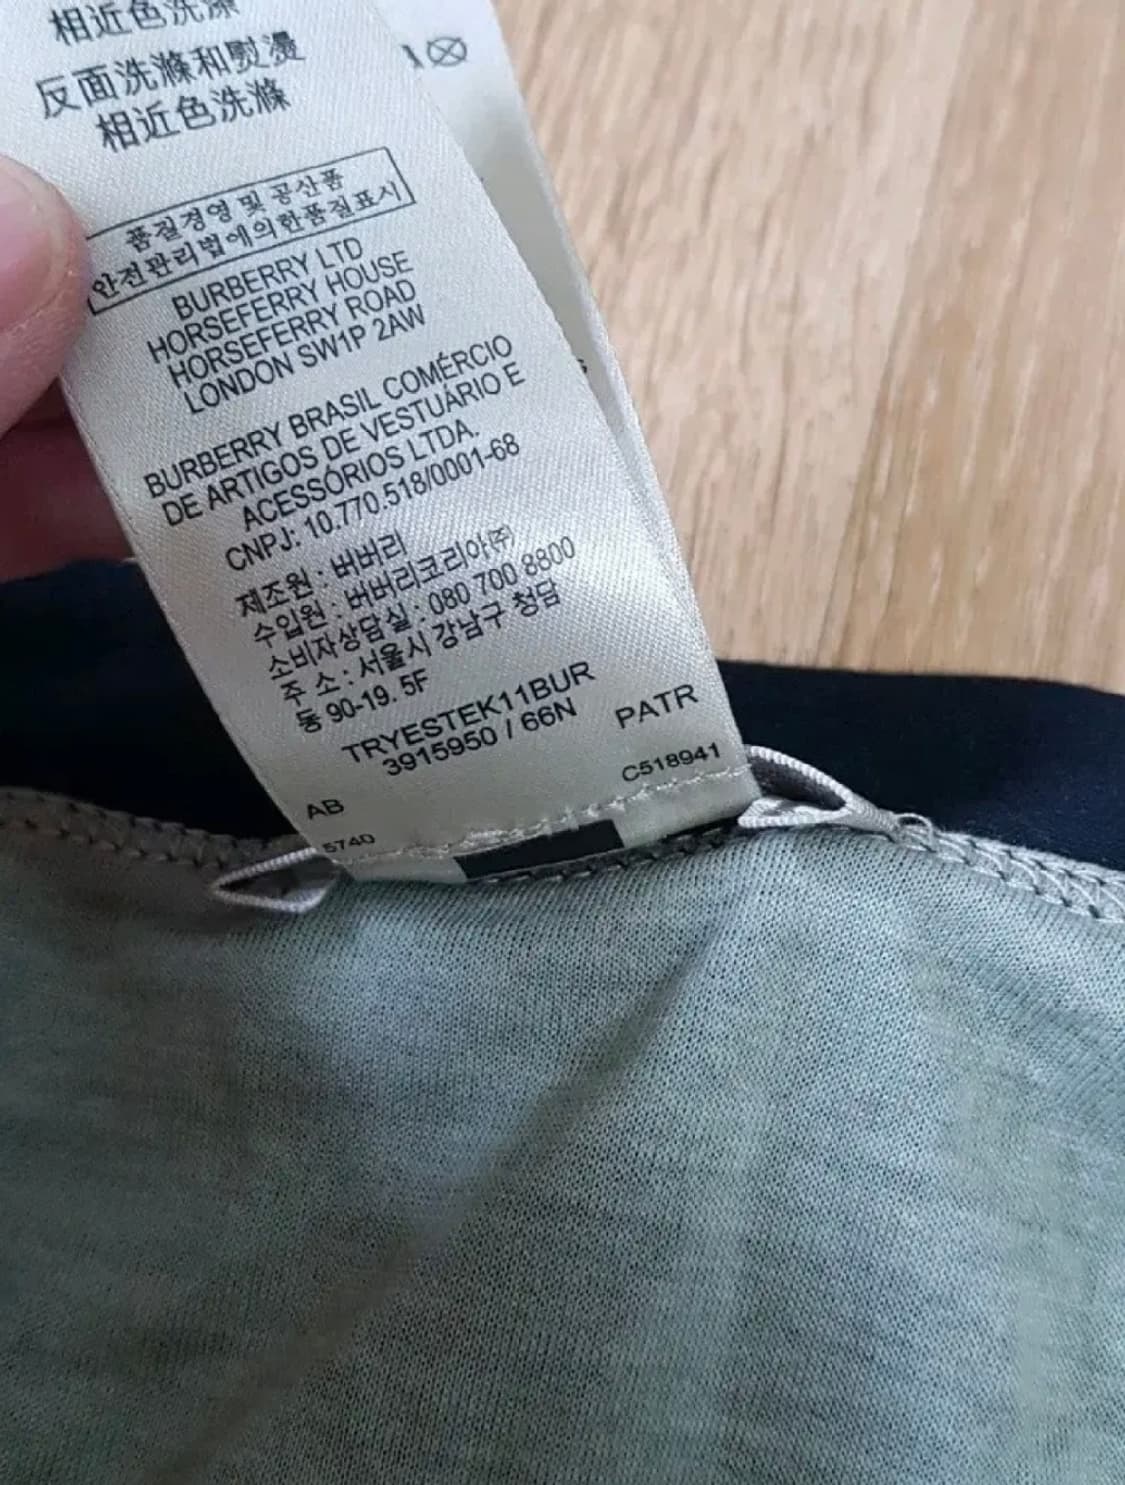 相近色洗滌
反面洗滌和熨燙
相近色洗滌
품질경영 및 공산품
안전관리법에의한품질표시
BURBERRY LTD
HORSEFERRY HOUSE
HORSEFERRY ROAD
LONDON SW1P 2AW
BURBERRY BRASIL COMÉRCIO
DE ARTIGOS DE VESTUÁRIO E
ACESSÓRIOS LTDA.
CNPJ: 10.770.518/0001-68
제조원 : 버버리
수입원 : 버버리코리아(주)
소비자상담실 : 080 700 8800
주 소 : 서울시 강남구 청담
동 90-19. 5F
TRYESTEK11BUR
3915950 / 66N
PATR
AB
C518941
5740